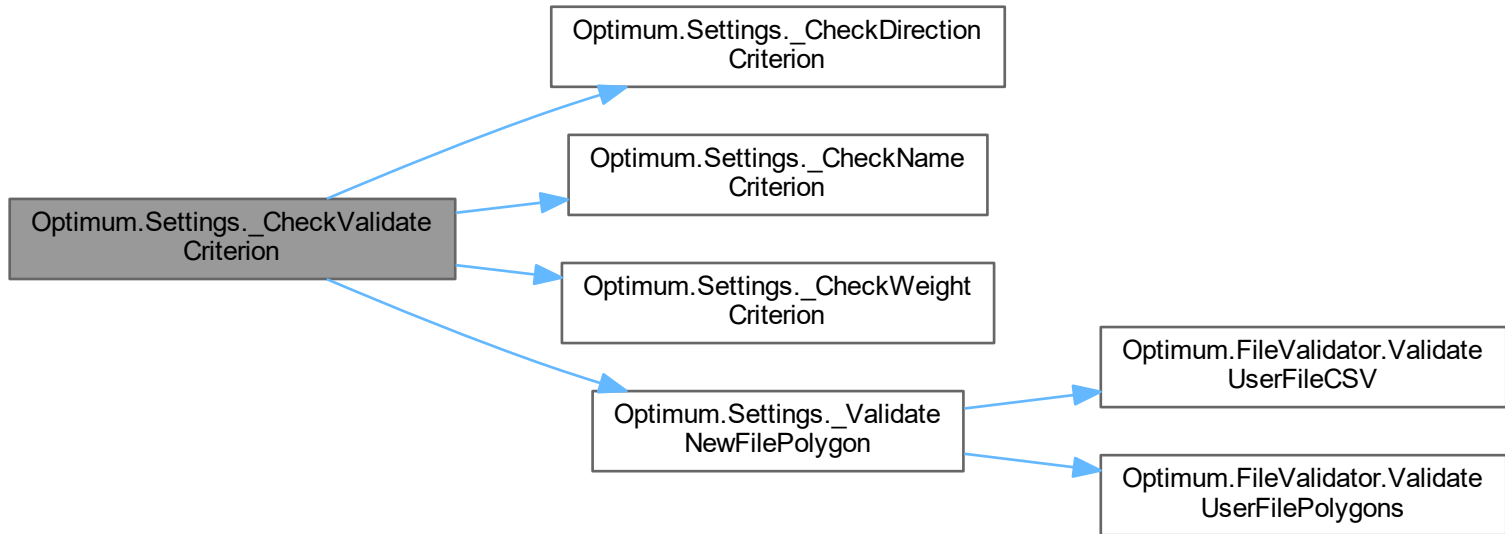 Optimum.Settings._CheckDirection
Criterion
Optimum.Settings._CheckName
Criterion
Optimum.Settings._CheckValidate
Criterion
Optimum.Settings._CheckWeight
Criterion
Optimum.FileValidator.Validate
UserFileCSV
Optimum.Settings._Validate
NewFilePolygon
Optimum.FileValidator.Validate
UserFilePolygons